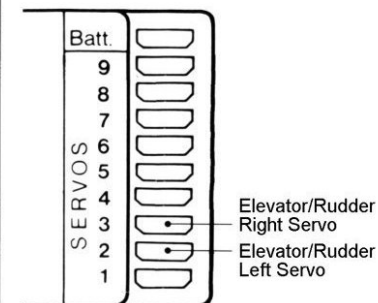 Batt.
9
8
7
6
5
4
3
2
1
SERVOS
Elevator/Rudder
Right Servo
Elevator/Rudder
Left Servo